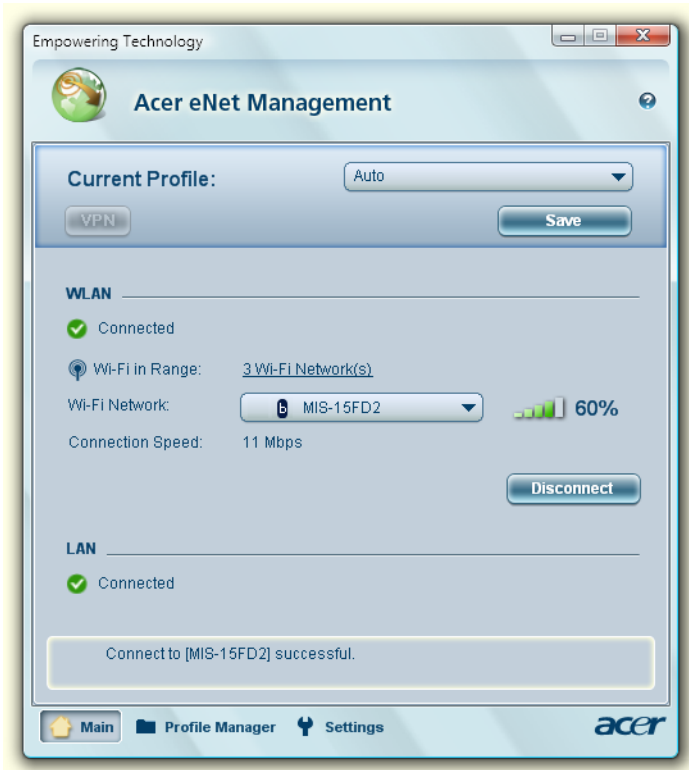 Empowering Technology
Acer eNet Management
?
Current Profile:
Auto
VPN
Save
WLAN
Connected
Wi-Fi in Range:
3 Wi-Fi Network(s)
Wi-Fi Network:
b MIS-15FD2
60%
Connection Speed:
11 Mbps
Disconnect
LAN
Connected
Connect to [MIS-15FD2] successful.
Main
Profile Manager
Settings
acer